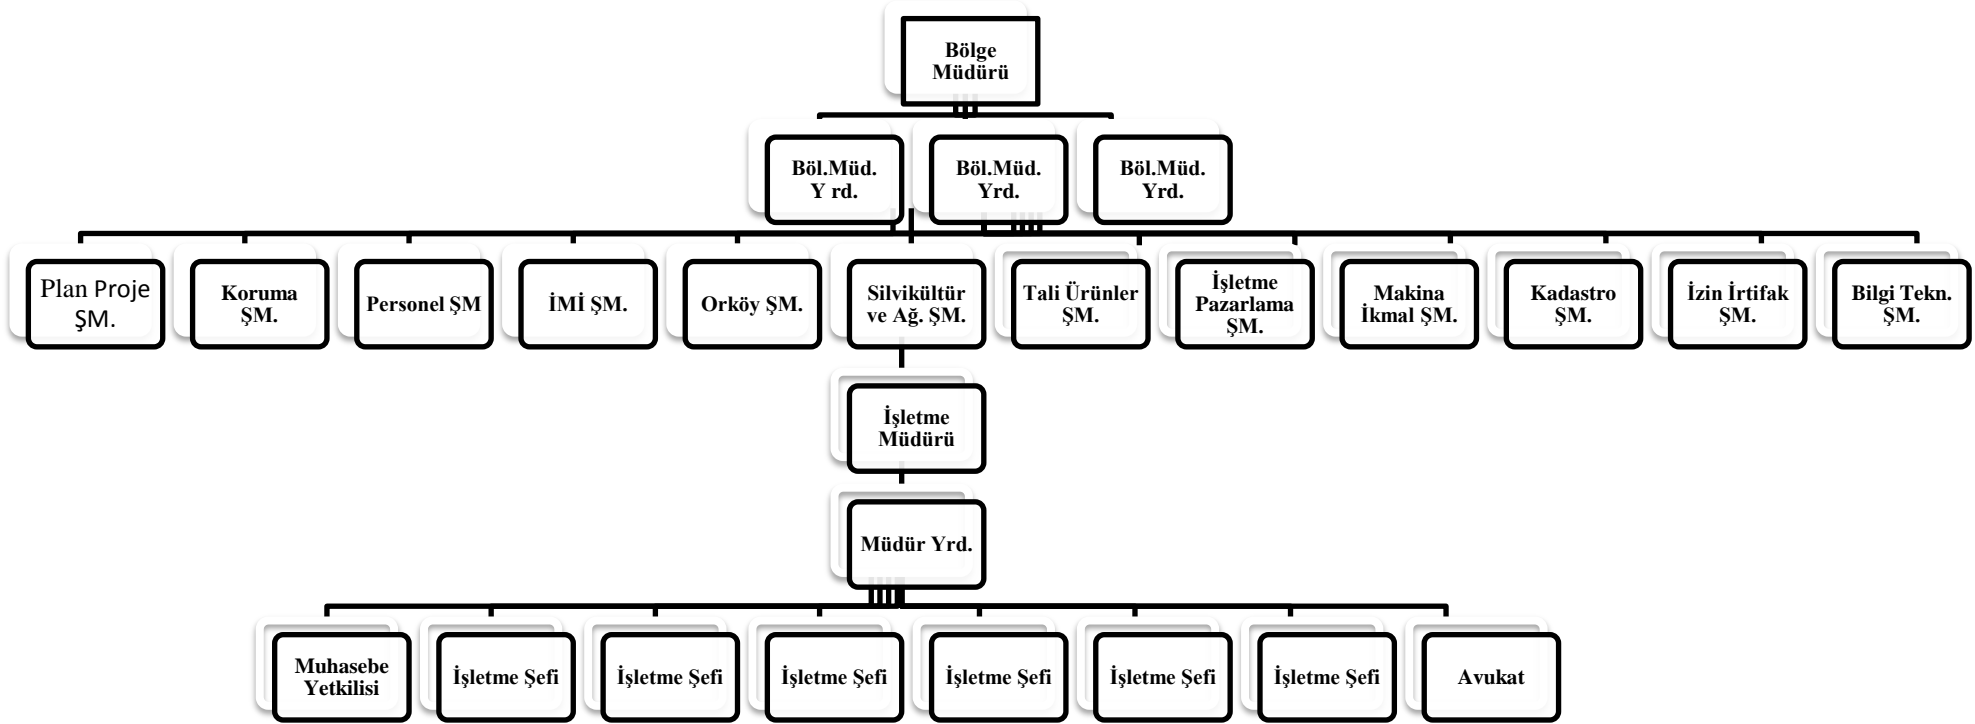 Bölge
Müdürü
Böl.Müd.
Y rd.
Böl.Müd.
Yrd.
Böl.Müd.
Yrd.
Plan Proje
ŞM.
Koruma
ŞM.
Personel ŞM
İMİ ŞM.
Orköy ŞM.
Silvikültür
ve Ağ. ŞM.
Tali Ürünler
ŞM.
İşletme
Pazarlama
ŞM.
Makina
İkmal ŞM.
Kadastro
ŞM.
İzin İrtifak
ŞM.
Bilgi Tekn.
ŞM.
İşletme
Müdürü
Müdür Yrd.
Muhasebe
Yetkilisi
İşletme Şefi
İşletme Şefi
İşletme Şefi
İşletme Şefi
İşletme Şefi
İşletme Şefi
Avukat